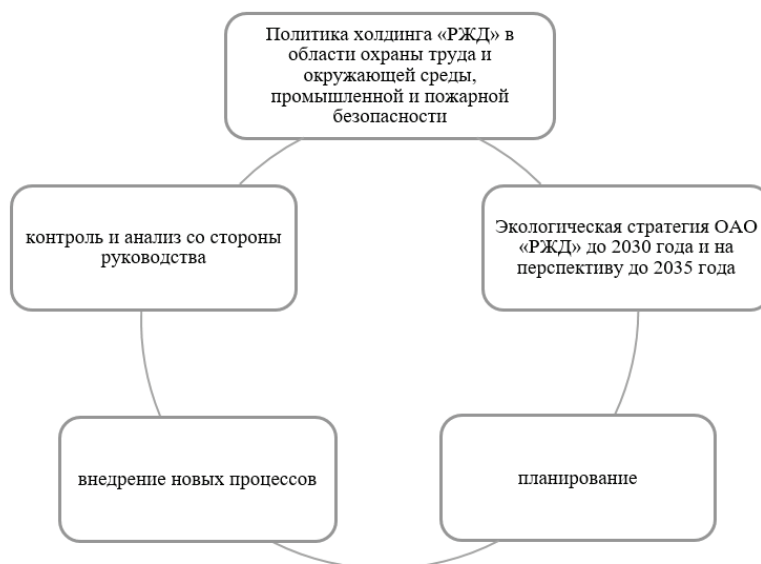 Политика холдинга «РЖД» в
области охраны труда и
окружающей среды,
промышленной и пожарной
безопасности
Экологическая стратегия ОАО
«РЖД» до 2030 года и на
перспективу до 2035 года
планирование
внедрение новых процессов
контроль и анализ со стороны
руководства